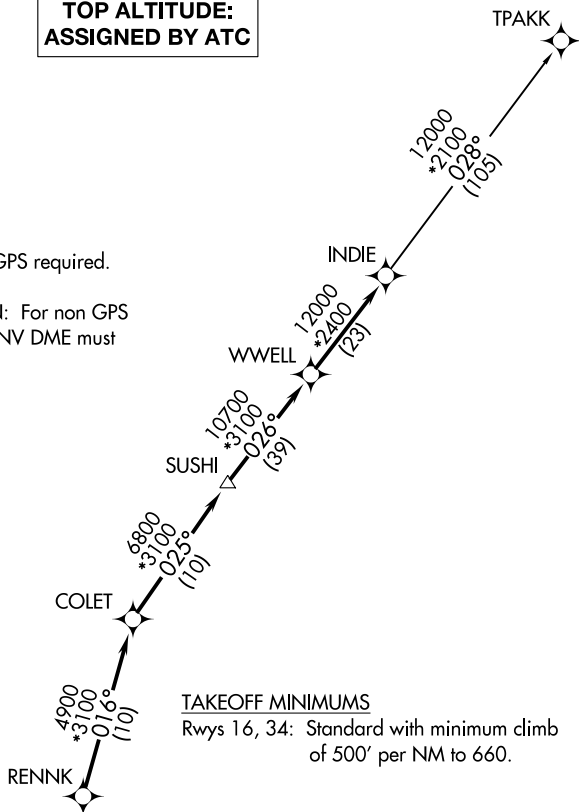 TOP ALTITUDE:
ASSIGNED BY ATC
TPAKK
12000
*2100
028°
(105)
GPS required.
INDIE
: For non GPS
NV DME must
12000
*2400
(23)
WWELL
10700
*3100
026°
(39)
SUSHI
6800
*3100
025°
(10)
COLET
4900
*3100
016°
(10)
TAKEOFF MINIMUMS
Rwys 16, 34: Standard with minimum climb
of 500' per NM to 660.
RENNK